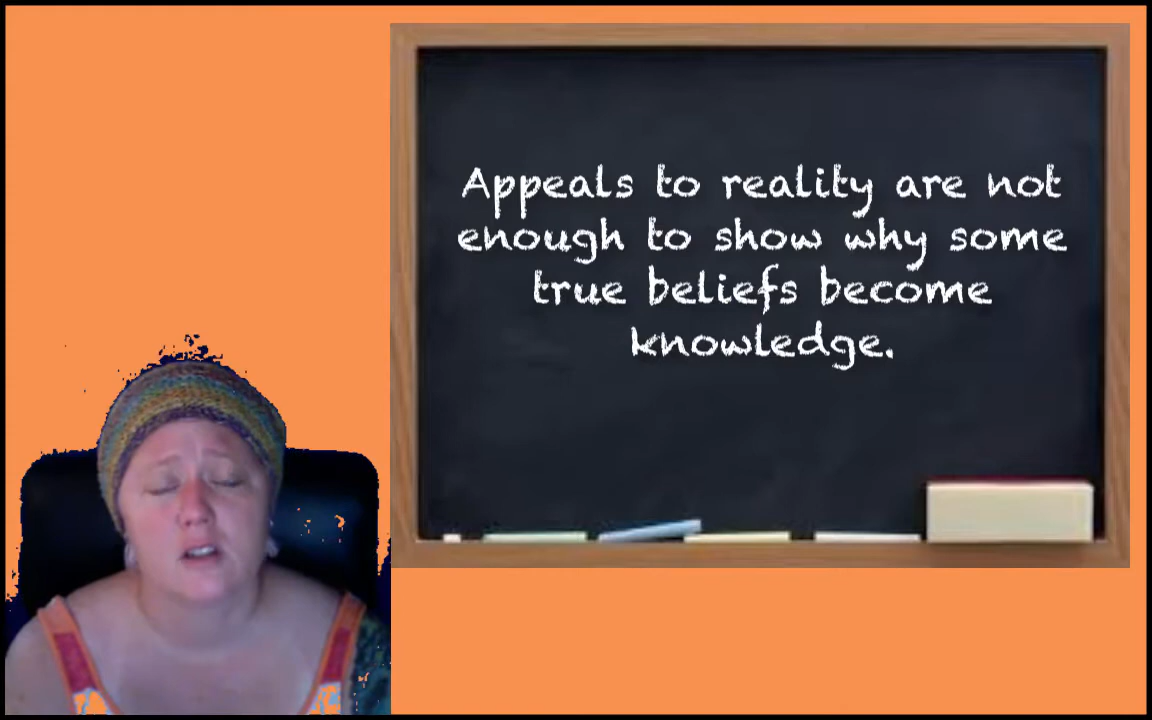 Appeals to reality are not
enough to show why some
true beliefs become
knowledge.